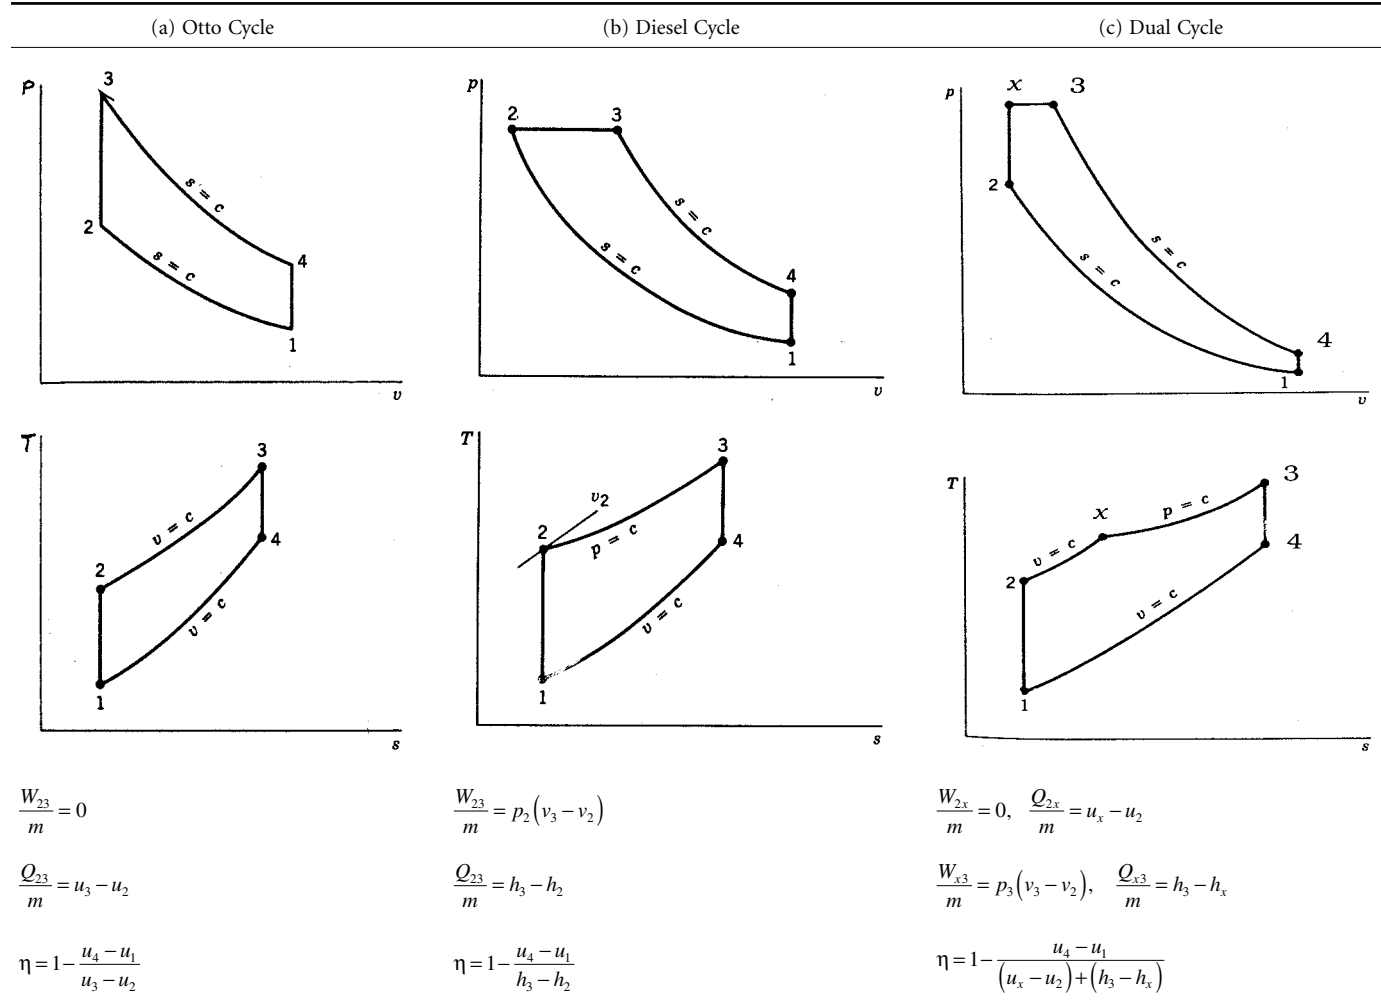 (a) Otto Cycle
(b) Diesel Cycle
(c) Dual Cycle
P
3
s = c
2
s = c
4
1
v
p
2
3
s = c
s = c
4
1
v
p
x
3
2
s = c
s = c
4
1
v
T
3
v = c
2
4
v = c
1
s
T
3
v2
2
p = c
4
v = c
1
s
T
3
x
p = c
v = c
2
4
v = c
1
s
W23/m = 0
Q23/m = u3 − u2
η = 1 − (u4 − u1)/(u3 − u2)
W23/m = p2(v3 − v2)
Q23/m = h3 − h2
η = 1 − (u4 − u1)/(h3 − h2)
W2x/m = 0, Q2x/m = ux − u2
Wx3/m = p3(v3 − v2), Qx3/m = h3 − hx
η = 1 − (u4 − u1)/((ux − u2) + (h3 − hx))